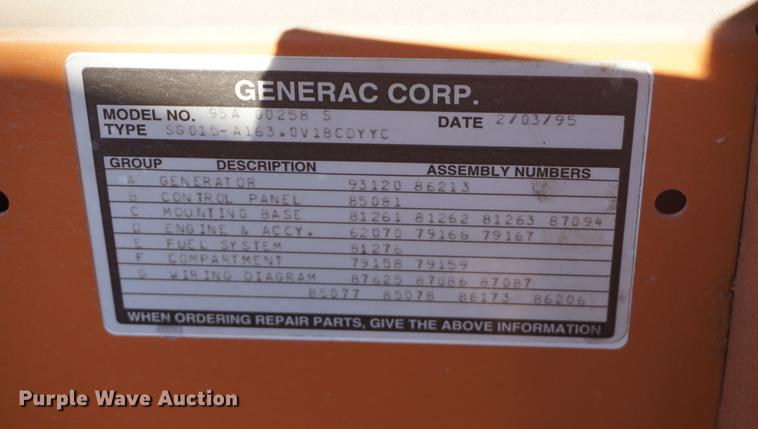 GENERAC CORP.
MODEL NO. 95A 00258 S DATE 2/03/95
TYPE SG015-A163.0V18CDYYC
GROUP DESCRIPTION ASSEMBLY NUMBERS
A GENERATOR 93120 86213
B CONTROL PANEL 85081
C MOUNTING BASE 81261 81262 81263 87094
D ENGINE & ACCY. 62070 79166 79167
E FUEL SYSTEM 81276
F COMPARTMENT 79158 79159
G WIRING DIAGRAM 87625 87086 87087
85077 85078 86173 86206
WHEN ORDERING REPAIR PARTS, GIVE THE ABOVE INFORMATION
Purple Wave Auction